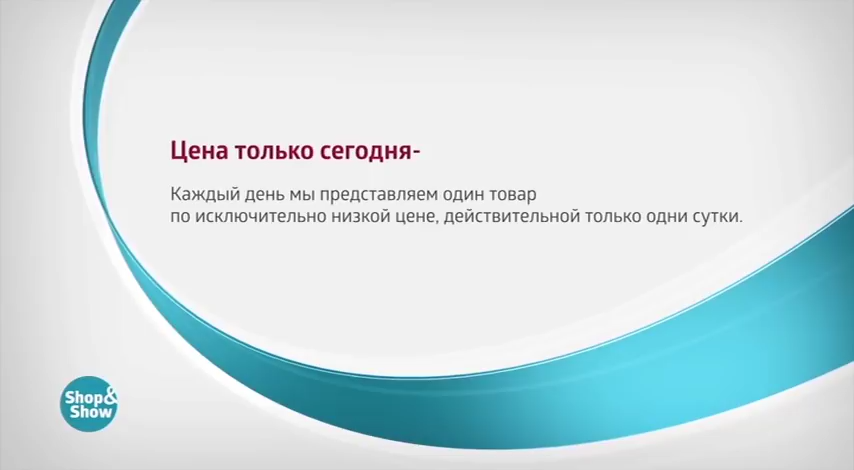 Цена только сегодня-
Каждый день мы представляем один товар
по исключительно низкой цене, действительной только одни сутки.
Shop&
Show